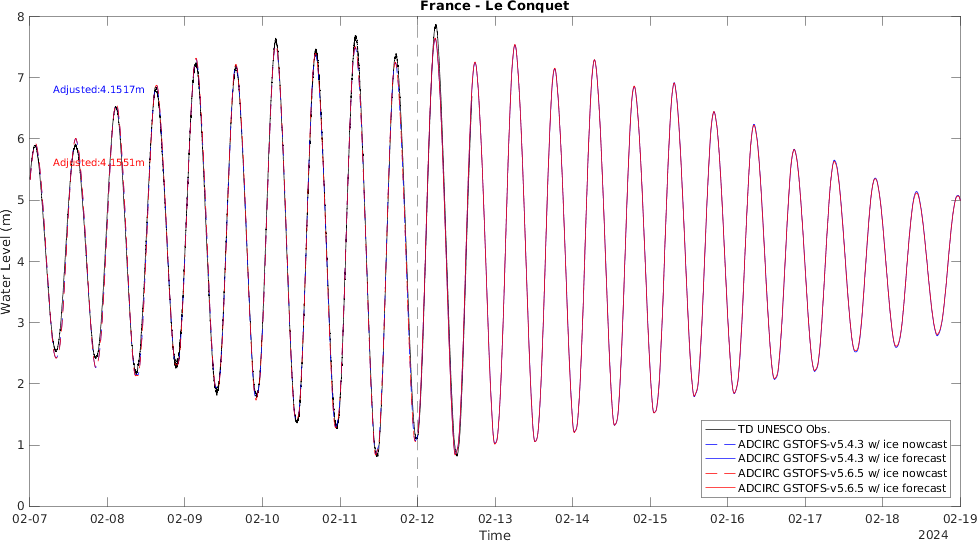 France - Le Conquet
8
7
6
5
4
3
2
1
0
Water Level (m)
Adjusted:4.1517m
Adjusted:4.1551m
TD UNESCO Obs.
ADCIRC GSTOFS-v5.4.3 w/ ice nowcast
ADCIRC GSTOFS-v5.4.3 w/ ice forecast
ADCIRC GSTOFS-v5.6.5 w/ ice nowcast
ADCIRC GSTOFS-v5.6.5 w/ ice forecast
02-07 02-08 02-09 02-10 02-11 02-12 02-13 02-14 02-15 02-16 02-17 02-18 02-19
Time
2024